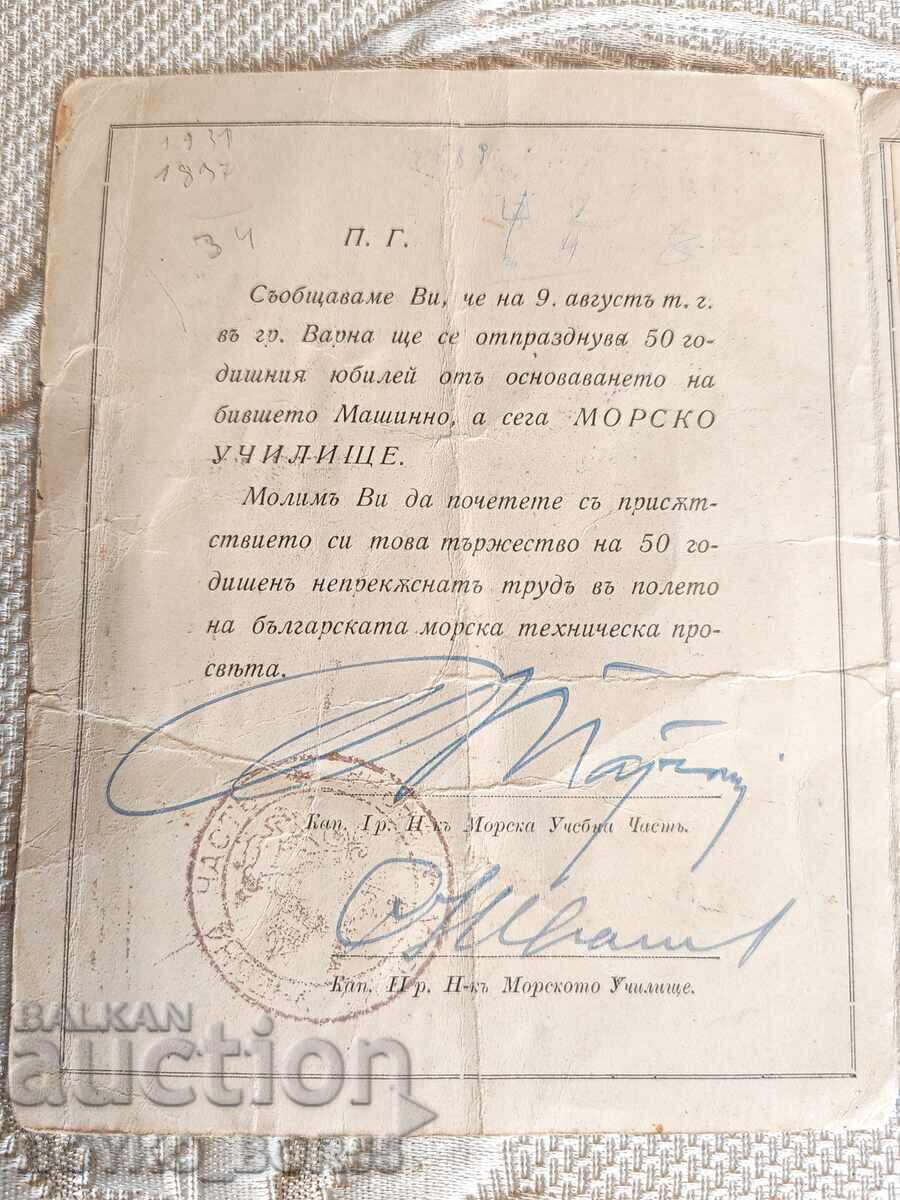 1931
34
П. Г.
Съобщаваме Ви, че на 9. августъ т. г.
въ гр. Варна ще се отпразднува 50 го-
дишния юбилей отъ основаването на
бившето Машинно, а сега МОРСКО
УЧИЛИЩЕ.
Молимъ Ви да почетете съ присѫт-
ствието си това тържество на 50 го-
дишенъ непрекѫснатъ трудъ въ полето
на българската морска техническа про-
свѣта.
Кап. I р. Н-къ Морска Учебна Часть.
ЧАСТЬ
Кап. II р. Н-къ Морското Училище.
BALKAN
auction